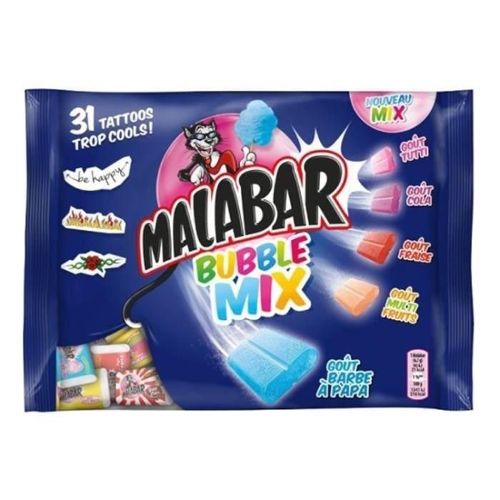 31 TATTOOS
TROP COOLS!
be happy
NOUVEAU
MIX
GOÛT
TUTTI
GOÛT
COLA
GOÛT
FRAISE
GOÛT
MULTI
FRUITS
MALABAR
BUBBLE
MIX
GOÛT
BARBE
À PAPA
MALABAR